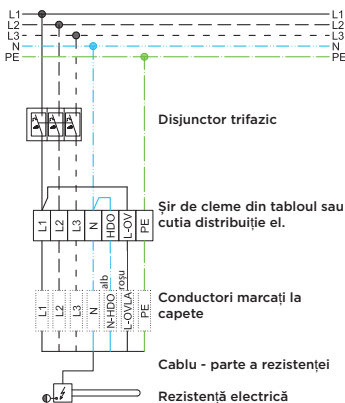 L1 L1
L2 L2
L3 L3
N N
PE PE
Disjunctor trifazic
Șir de cleme din tabloul sau
cutia distribuție el.
L1 L2 L3 N HDO L-OV PE
alb roșu
L1 L2 L3 N N-HDO L-OVLA PE
Conductori marcați la
capete
Cablu - parte a rezistenței
Rezistență electrică